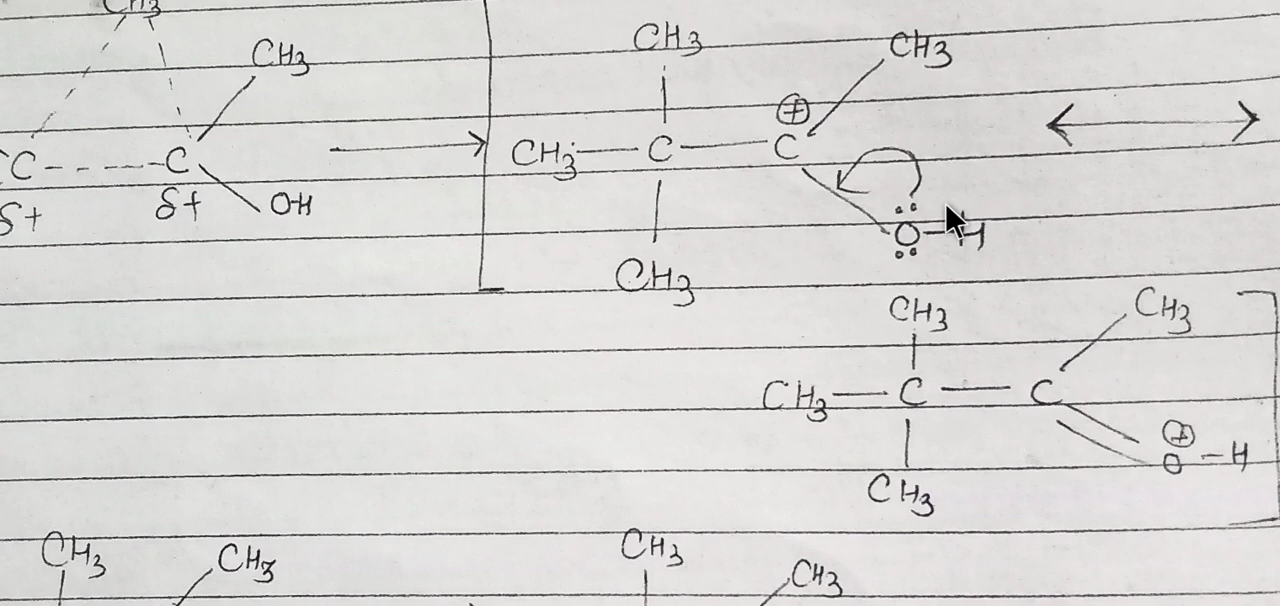 CH3
CH3 CH3 CH3
⊕
C C CH3 C C
δ+ δ+ OH
O H
CH3
CH3 CH3
CH3 C C
⊕
O H
CH3
CH3 CH3 CH3 CH3